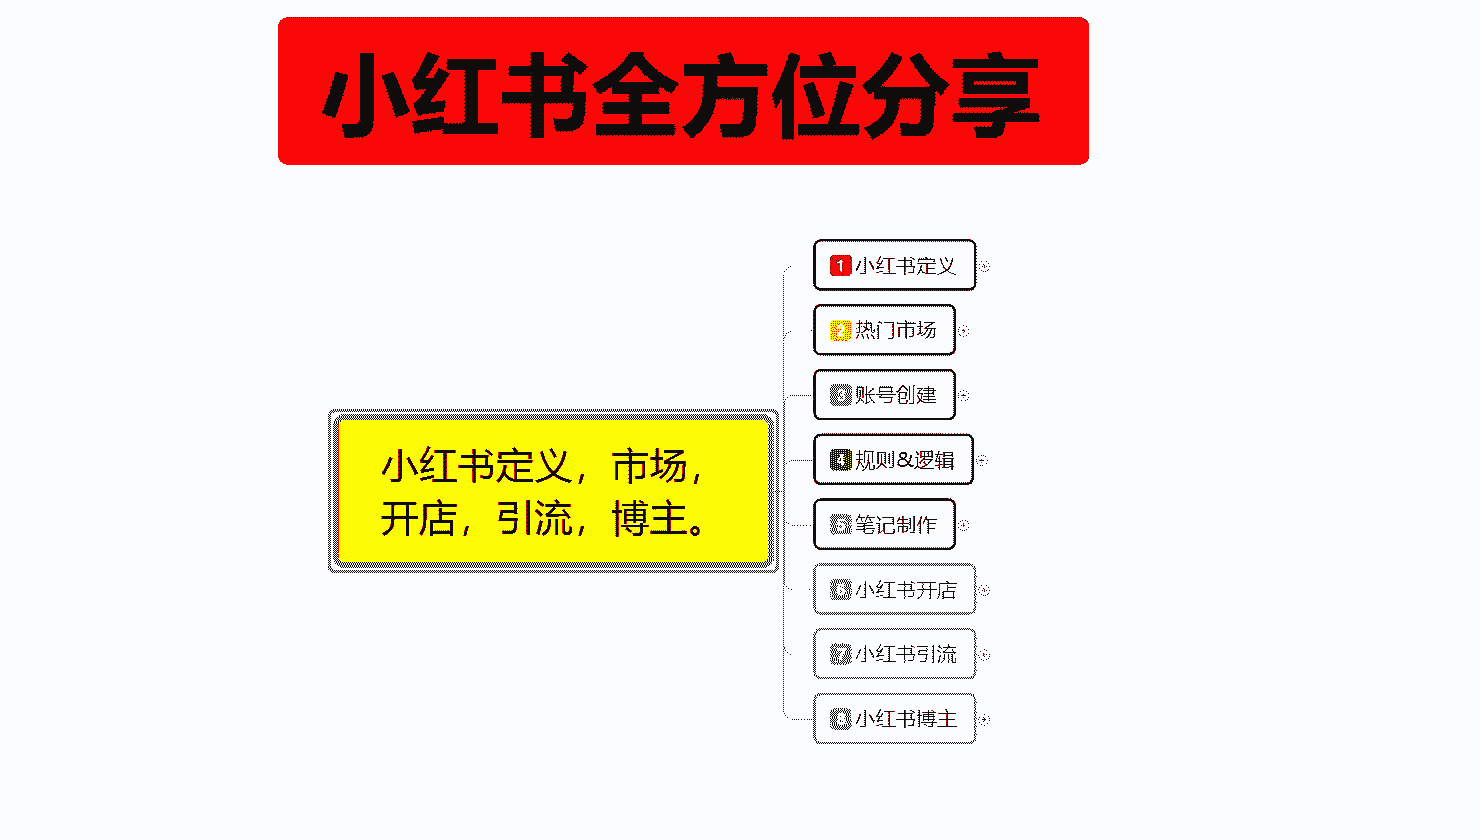 小红书全方位分享
小红书定义，市场，
开店，引流，博主。
1 小红书定义
2 热门市场
3 账号创建
4 规则&逻辑
5 笔记制作
6 小红书开店
7 小红书引流
8 小红书博主